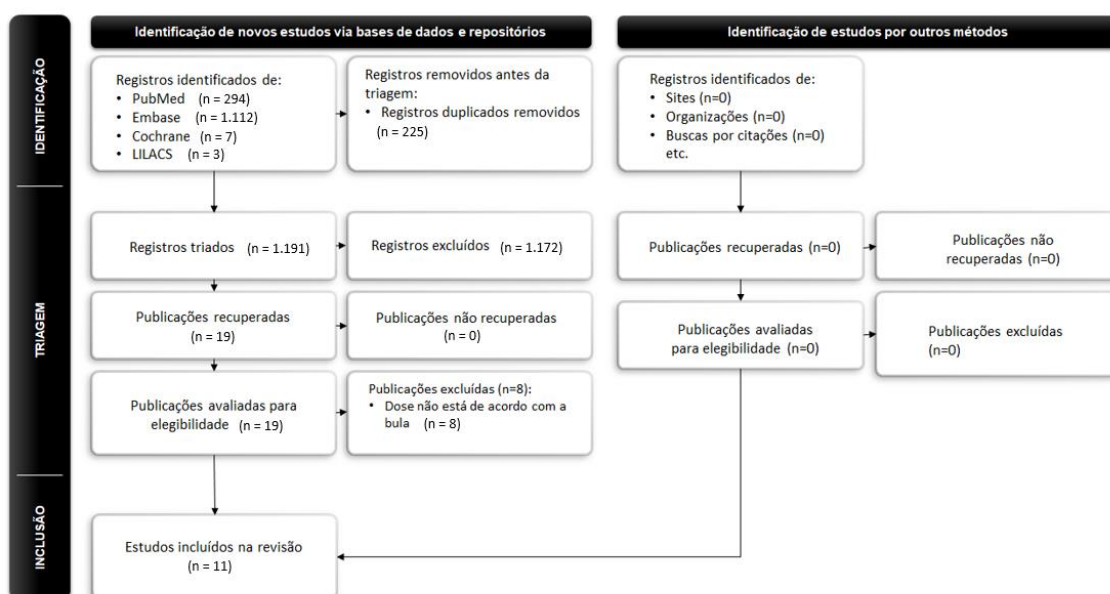 Identificação de novos estudos via bases de dados e repositórios
Identificação de estudos por outros métodos
IDENTIFICAÇÃO
Registros identificados de:
• PubMed (n = 294)
• Embase (n = 1.112)
• Cochrane (n = 7)
• LILACS (n = 3)
Registros removidos antes da
triagem:
• Registros duplicados removidos
(n = 225)
Registros identificados de:
• Sites (n=0)
• Organizações (n=0)
• Buscas por citações (n=0)
etc.
TRIAGEM
Registros triados (n = 1.191)
Registros excluídos (n = 1.172)
Publicações recuperadas (n=0)
Publicações não
recuperadas (n=0)
Publicações recuperadas
(n = 19)
Publicações não recuperadas
(n = 0)
Publicações avaliadas
para elegibilidade (n=0)
Publicações excluídas
(n=0)
Publicações avaliadas para
elegibilidade (n = 19)
Publicações excluídas (n=8):
• Dose não está de acordo com a
bula (n = 8)
INCLUSÃO
Estudos incluídos na revisão
(n = 11)